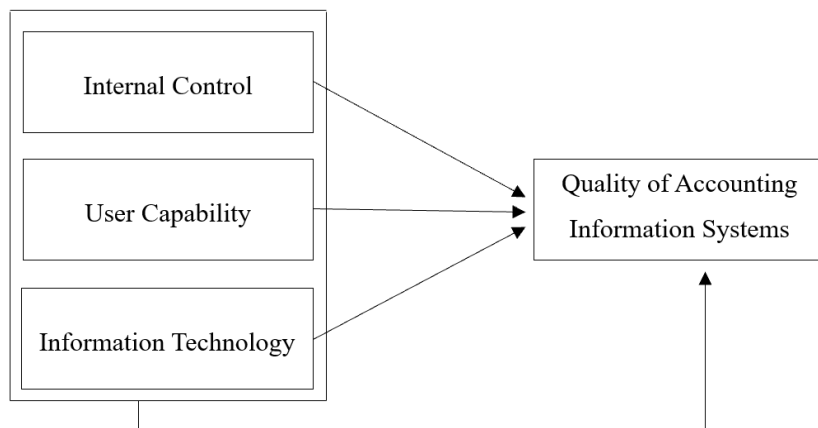 Internal Control
User Capability
Information Technology
Quality of Accounting
Information Systems